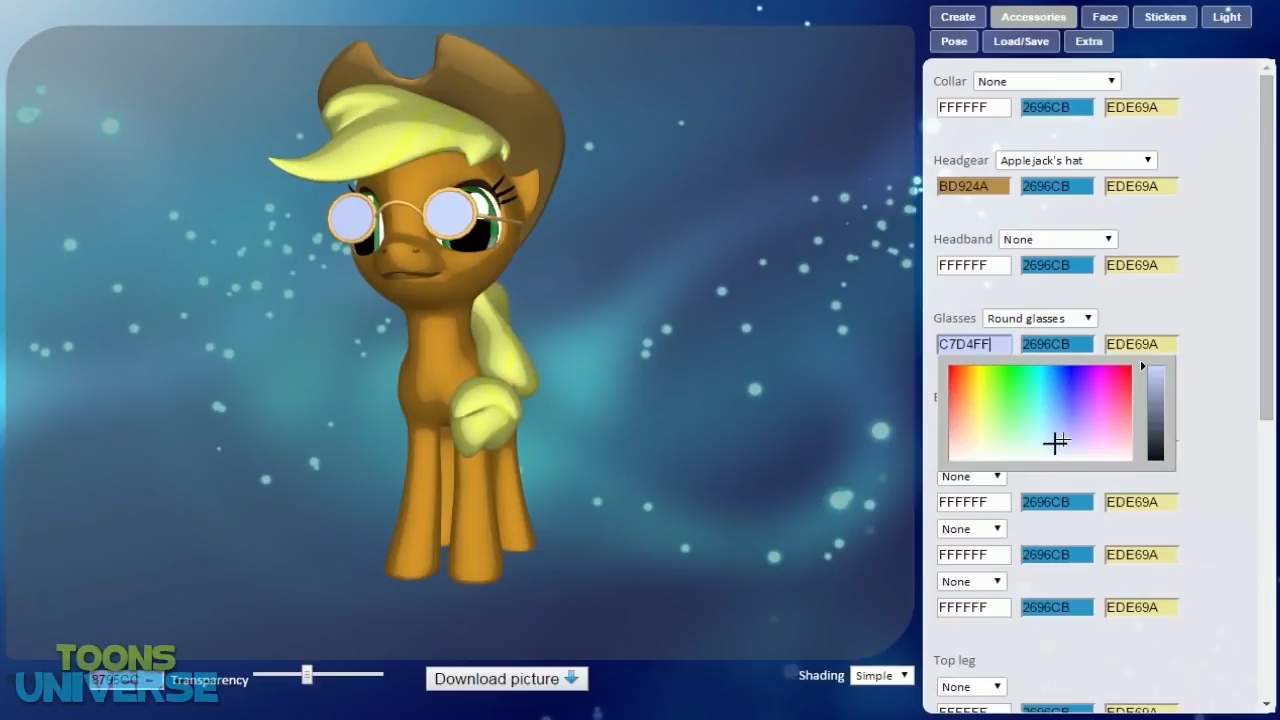 Create Accessories Face Stickers Light
Pose Load/Save Extra
Collar None
FFFFFF 2696CB EDE69A
Headgear Applejack's hat
BD924A 2696CB EDE69A
Headband None
FFFFFF 2696CB EDE69A
Glasses Round glasses
C7D4FF 2696CB EDE69A
None
FFFFFF 2696CB EDE69A
None
FFFFFF 2696CB EDE69A
None
FFFFFF 2696CB EDE69A
Top leg
None
TOONS
UNIVERSE
Transparency
Download picture
Shading Simple